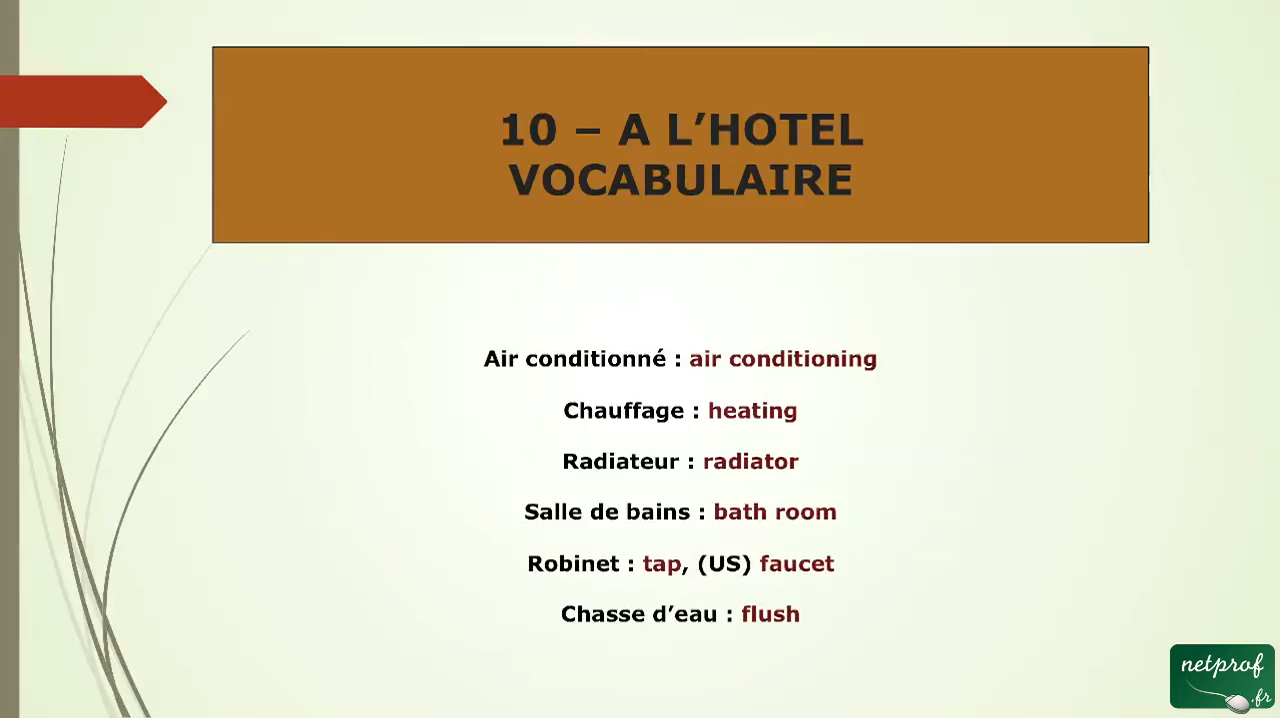 10 – A L’HOTEL
VOCABULAIRE
Air conditionné : air conditioning
Chauffage : heating
Radiateur : radiator
Salle de bains : bath room
Robinet : tap, (US) faucet
Chasse d’eau : flush
netprof
.fr